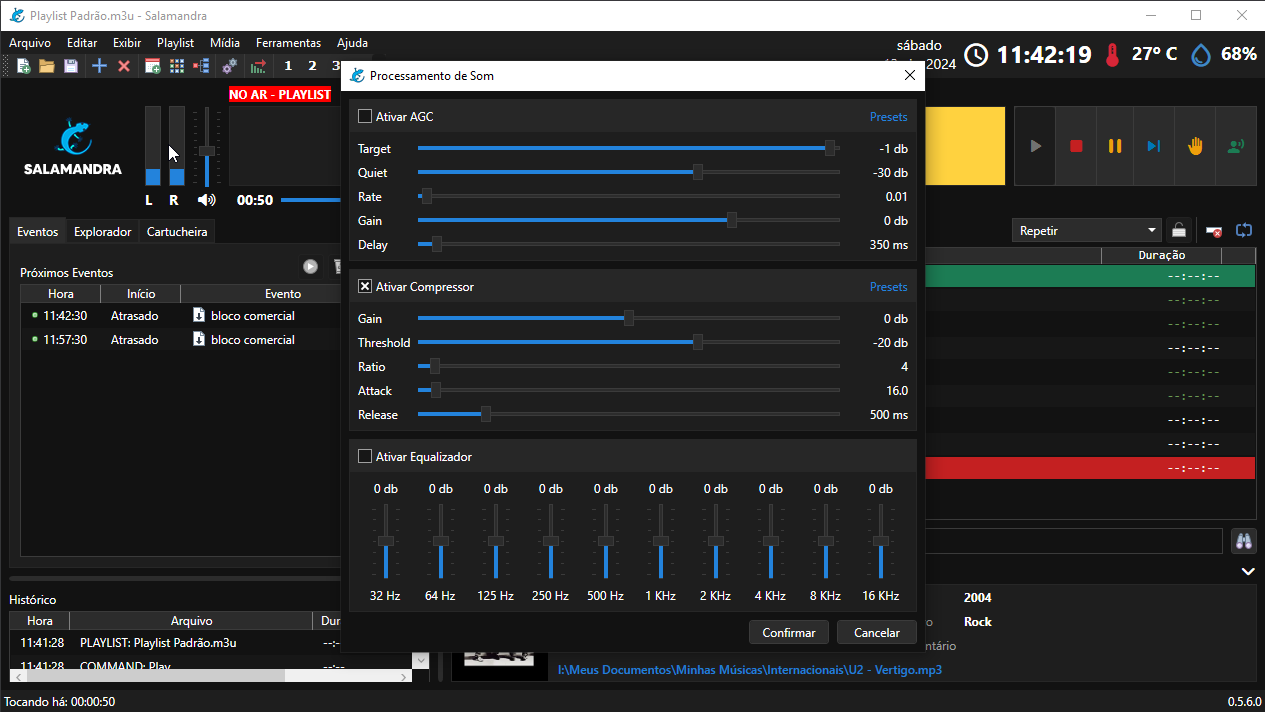 Playlist Padrão.m3u - Salamandra
Arquivo Editar Exibir Playlist Mídia Ferramentas Ajuda
1 2 3
sábado
2024
11:42:19
27° C
68%
NO AR - PLAYLIST
SALAMANDRA
L R
00:50
Eventos Explorador Cartucheira
Próximos Eventos
Hora Início Evento
11:42:30 Atrasado bloco comercial
11:57:30 Atrasado bloco comercial
Histórico
Hora Arquivo Dur
11:41:28 PLAYLIST: Playlist Padrão.m3u --:-
11:41:28 COMMAND: Play --:--
Processamento de Som
Ativar AGC Presets
Target -1 db
Quiet -30 db
Rate 0.01
Gain 0 db
Delay 350 ms
Ativar Compressor Presets
Gain 0 db
Threshold -20 db
Ratio 4
Attack 16.0
Release 500 ms
Ativar Equalizador
0 db 0 db 0 db 0 db 0 db 0 db 0 db 0 db 0 db 0 db
32 Hz 64 Hz 125 Hz 250 Hz 500 Hz 1 KHz 2 KHz 4 KHz 8 KHz 16 KHz
Confirmar Cancelar
Repetir
Duração
--:--:--
--:--:--
--:--:--
--:--:--
--:--:--
--:--:--
--:--:--
--:--:--
--:--:--
2004
o Rock
ntário
I:\Meus Documentos\Minhas Músicas\Internacionais\U2 - Vertigo.mp3
Tocando há: 00:00:50
0.5.6.0